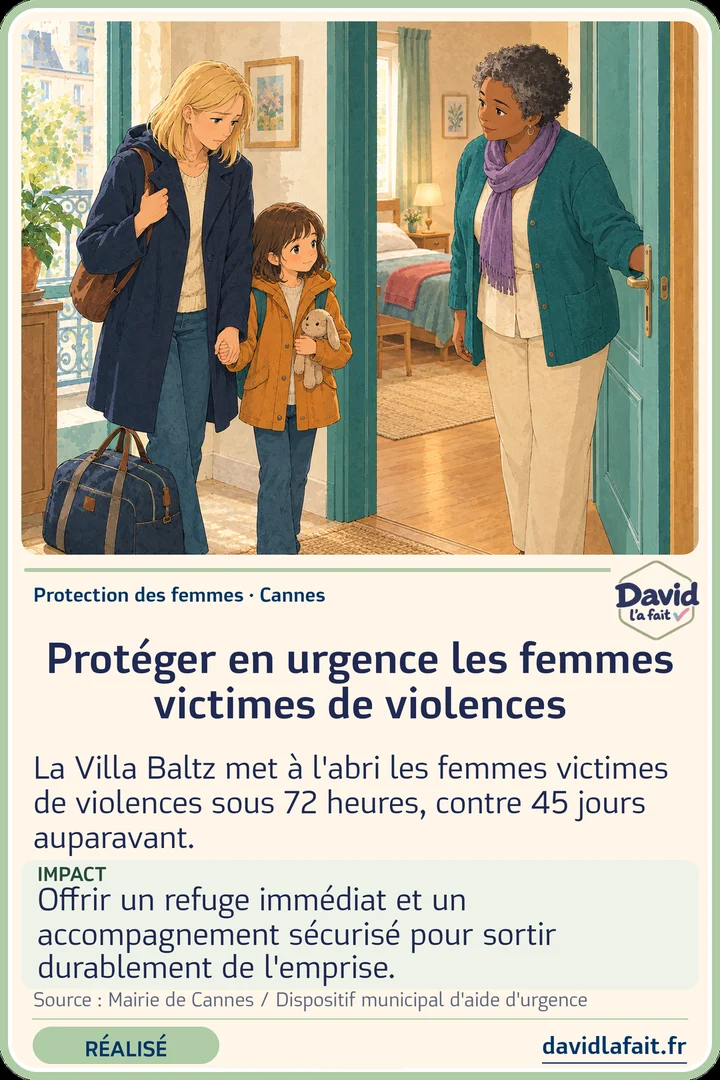 Protection des femmes · Cannes
David
l'a fait
Protéger en urgence les femmes
victimes de violences
La Villa Baltz met à l'abri les femmes victimes
de violences sous 72 heures, contre 45 jours
auparavant.
IMPACT
Offrir un refuge immédiat et un
accompagnement sécurisé pour sortir
durablement de l'emprise.
Source : Mairie de Cannes / Dispositif municipal d'aide d'urgence
RÉALISÉ
davidlafait.fr